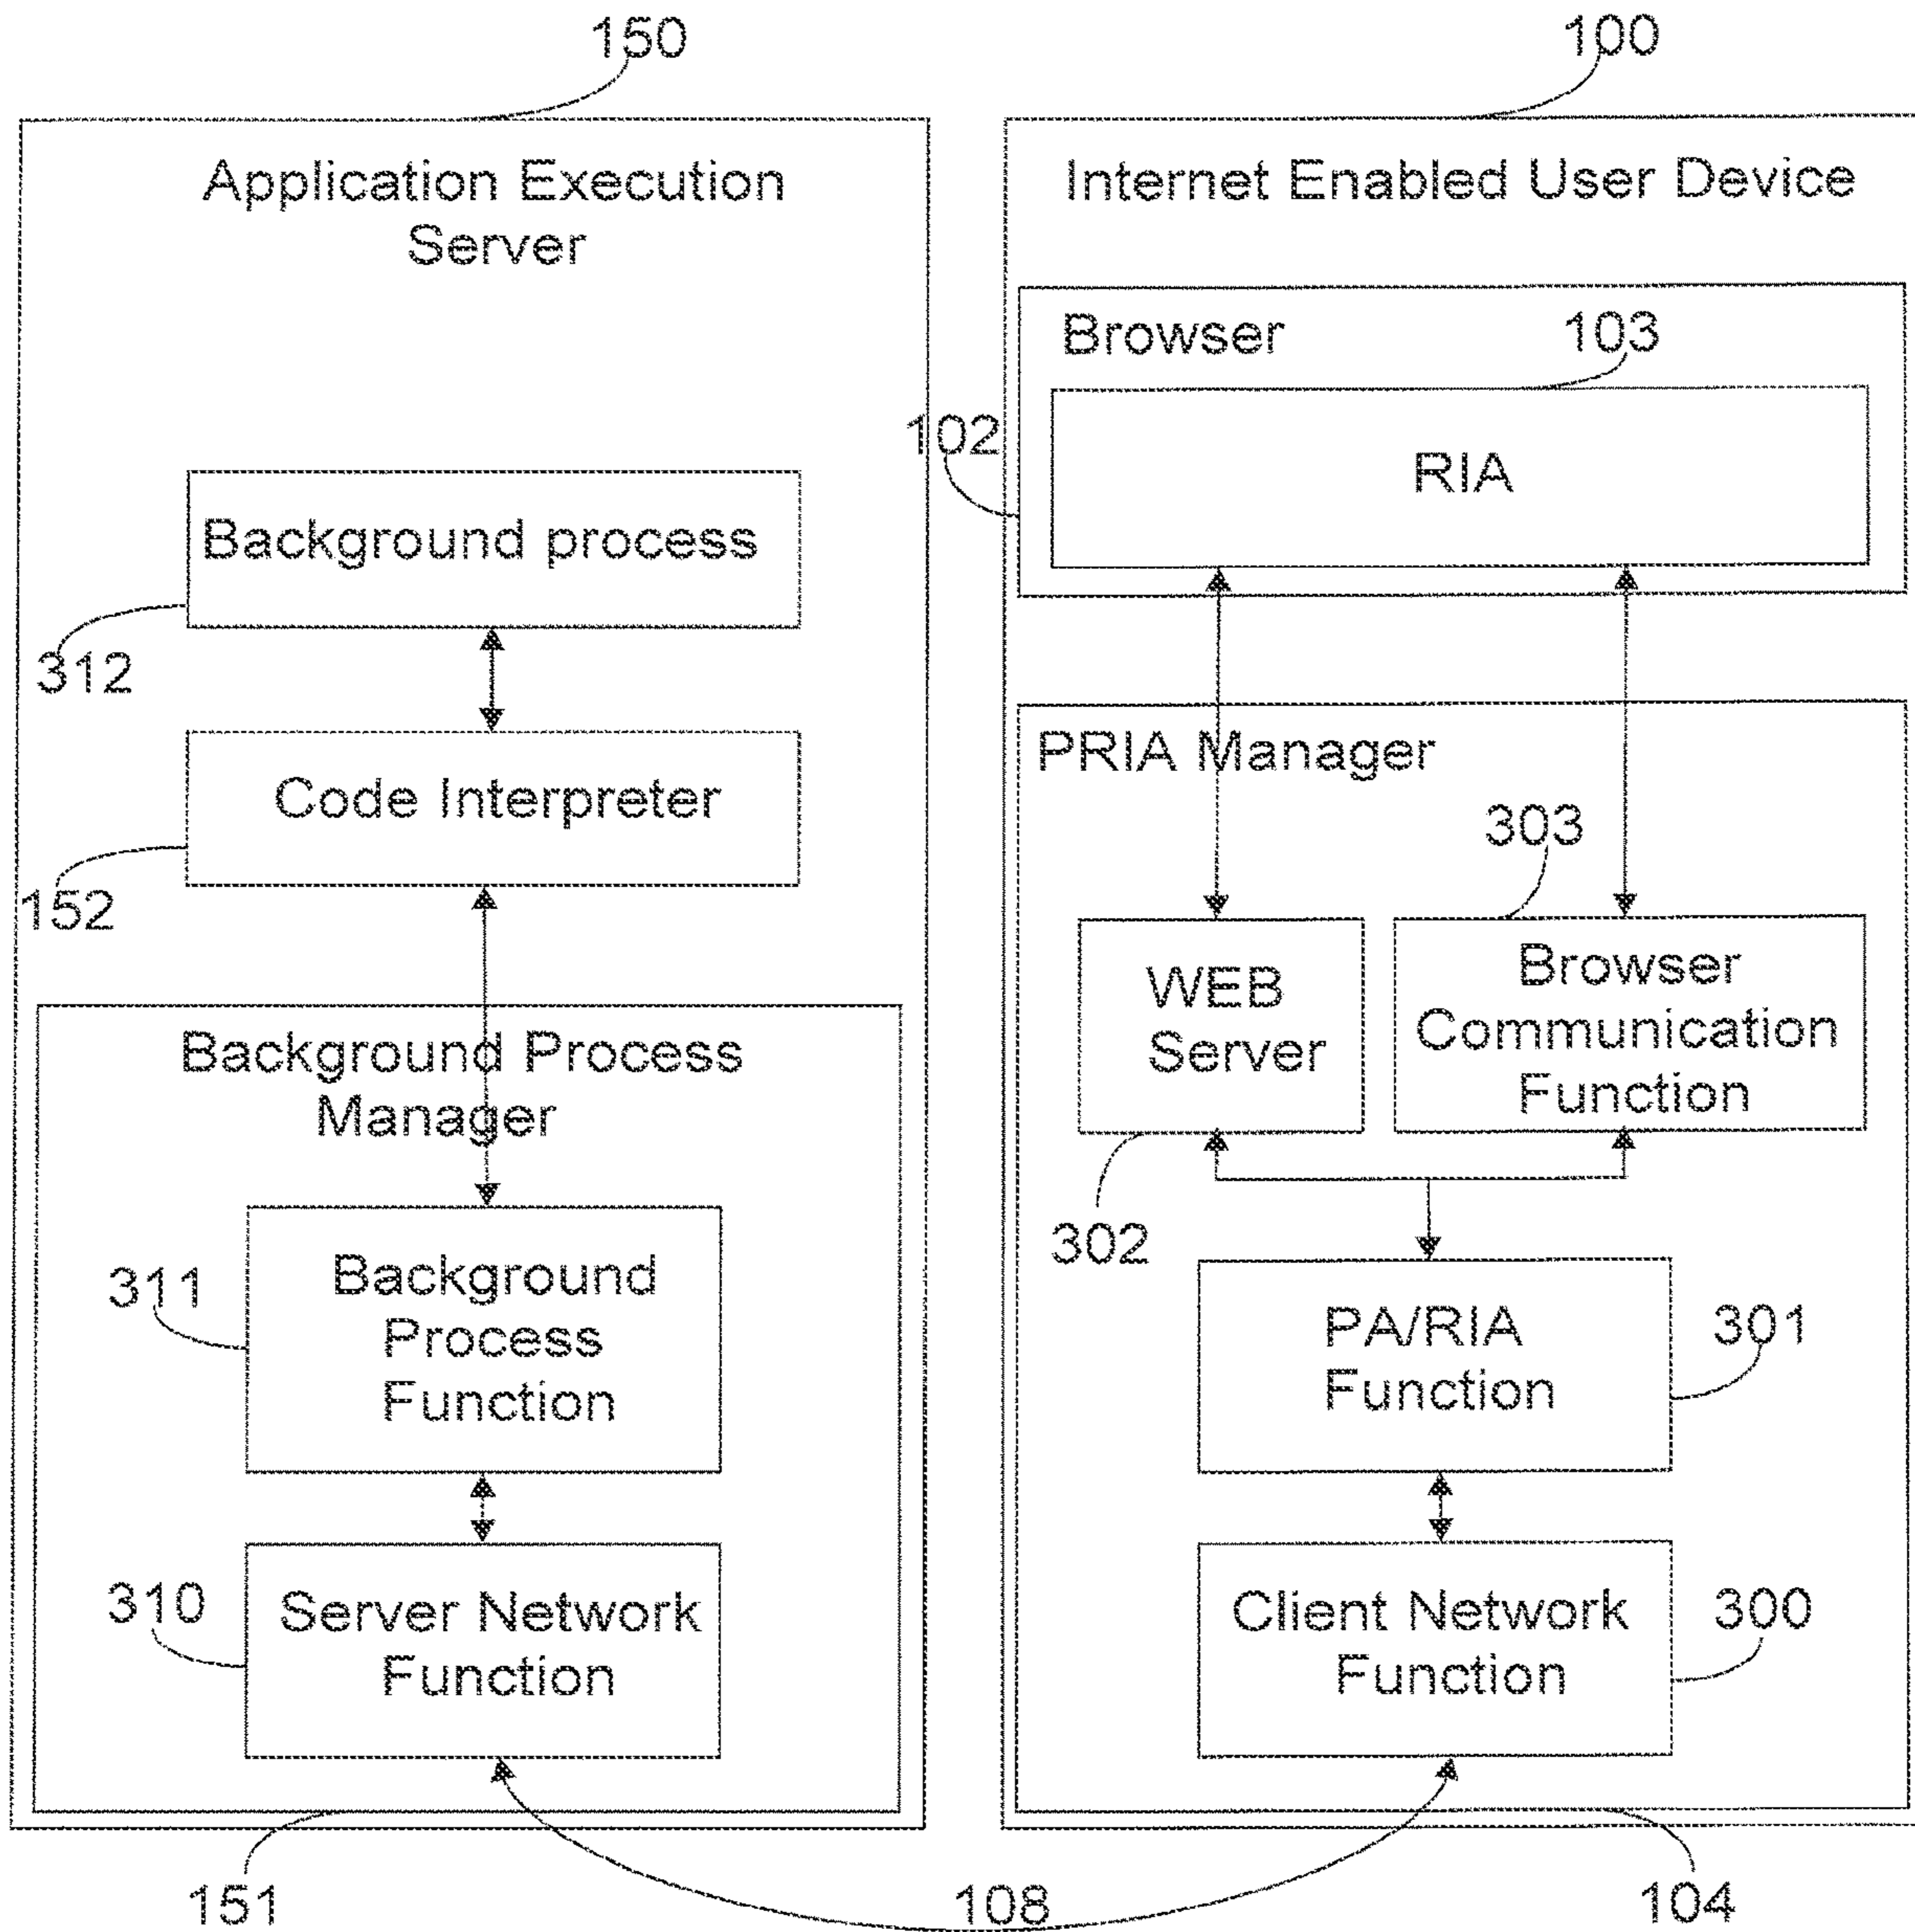 150
100
Application Execution
Server
Internet Enabled User Device
Browser
103
102
RIA
Background process
312
PRIA Manager
Code Interpreter
303
152
WEB
Server
Browser
Communication
Function
Background Process
Manager
302
311
Background
Process
Function
PA/RIA
Function
301
310
Server Network
Function
Client Network
Function
300
151
108
104